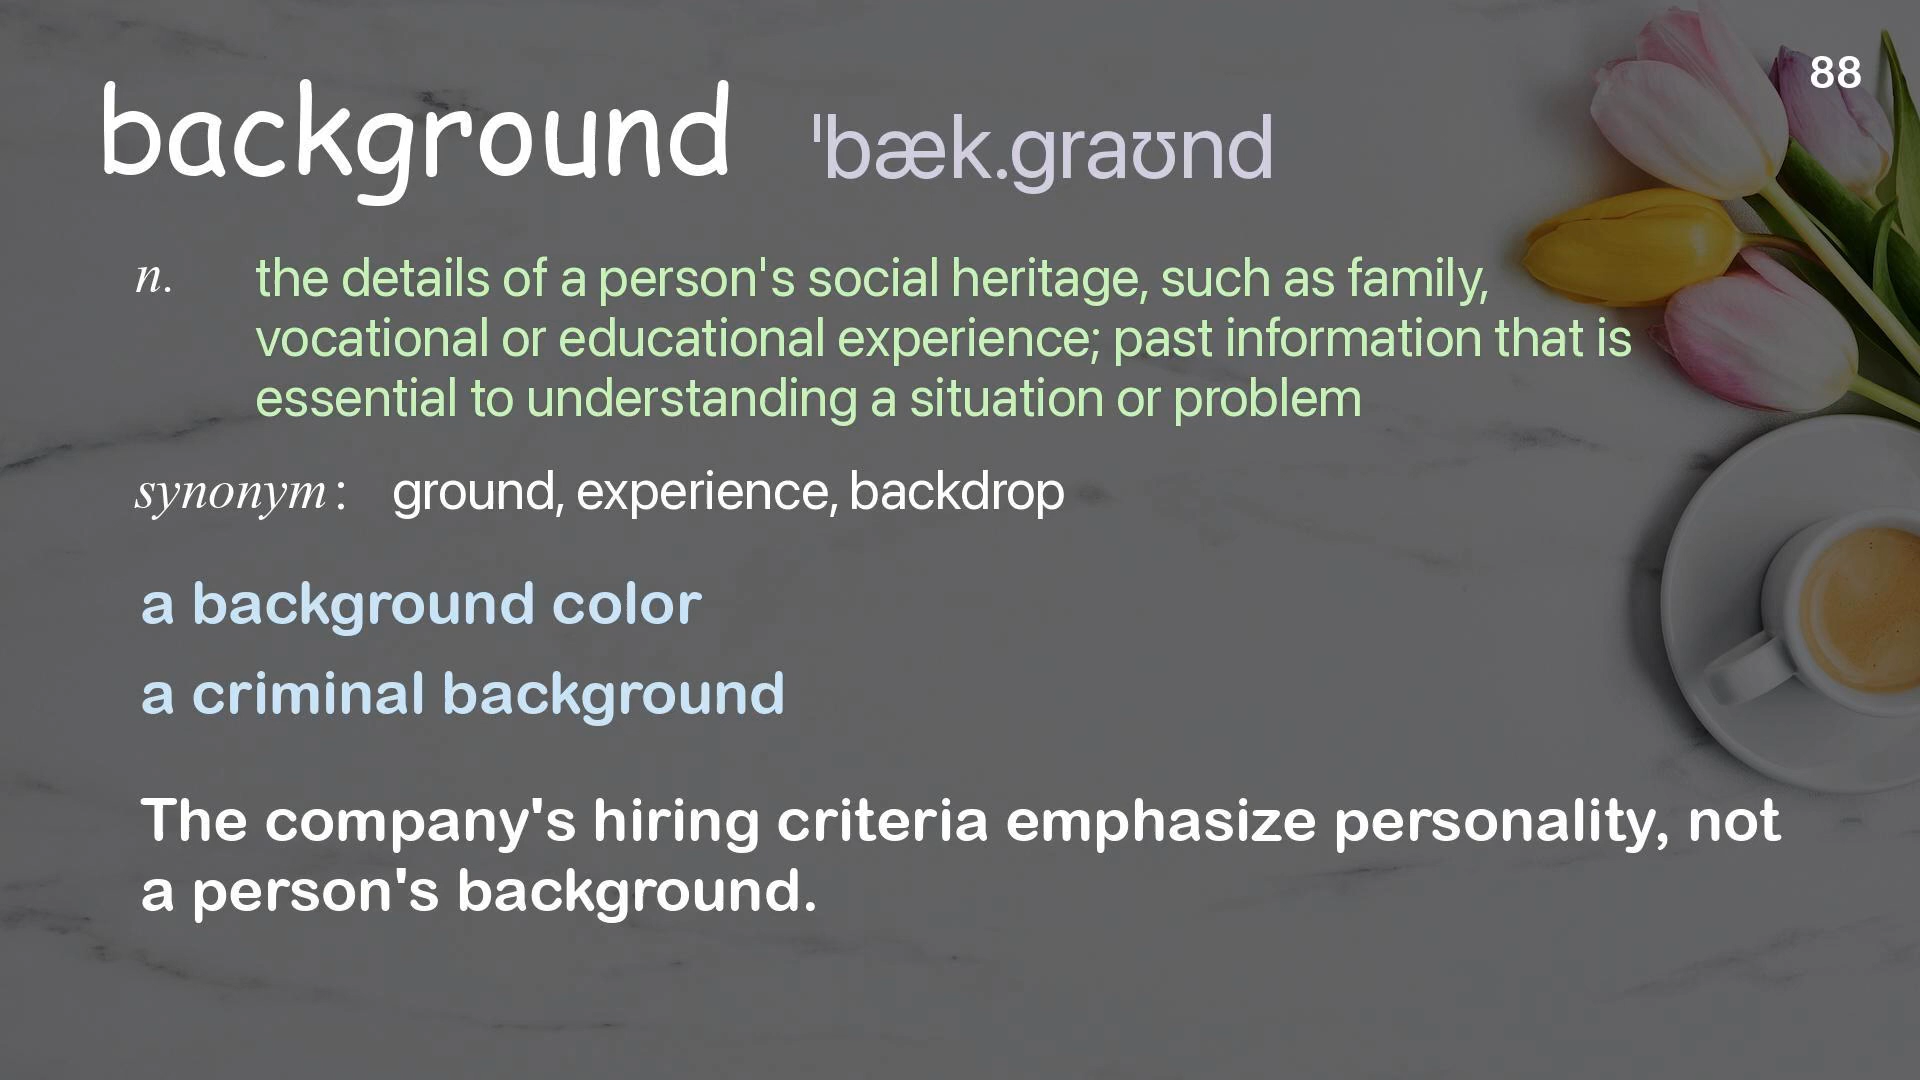 88
background ˈbæk.graʊnd
n. the details of a person's social heritage, such as family,
vocational or educational experience; past information that is
essential to understanding a situation or problem
synonym: ground, experience, backdrop
a background color
a criminal background
The company's hiring criteria emphasize personality, not
a person's background.